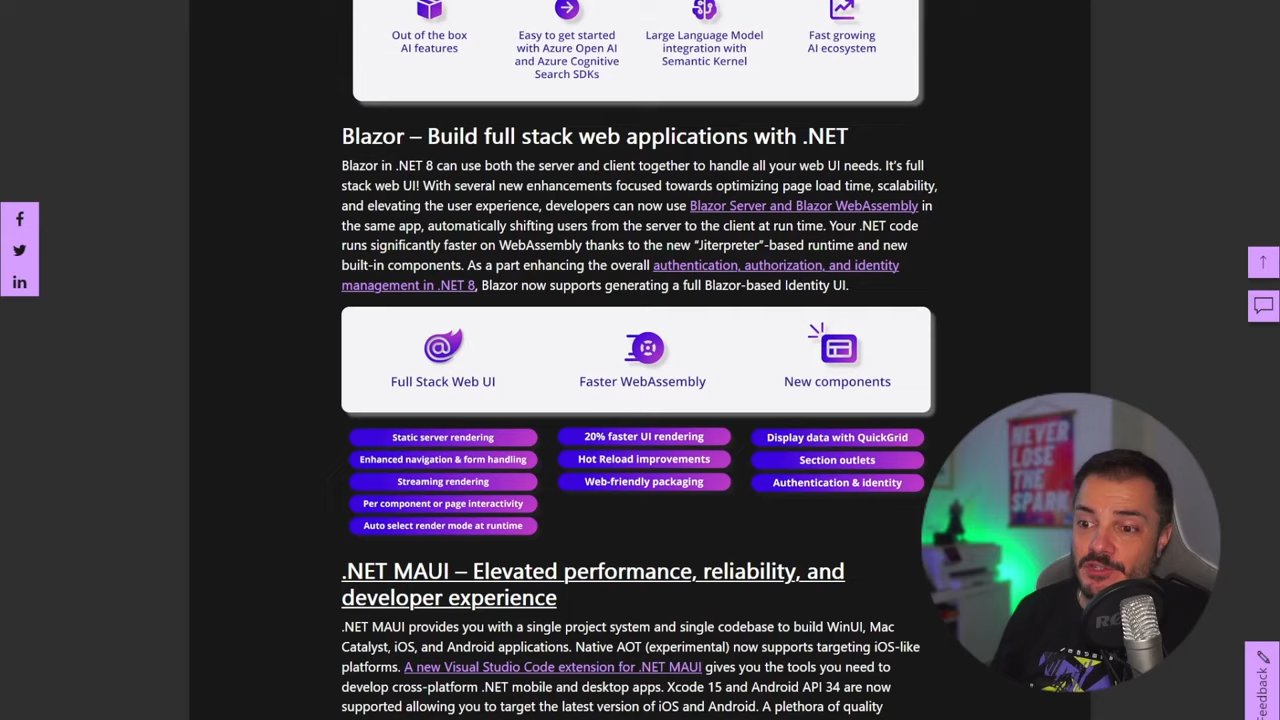 Out of the box
AI features
Easy to get started
with Azure Open AI
and Azure Cognitive
Search SDKs
Large Language Model
integration with
Semantic Kernel
Fast growing
AI ecosystem
Blazor – Build full stack web applications with .NET
Blazor in .NET 8 can use both the server and client together to handle all your web UI needs. It's full
stack web UI! With several new enhancements focused towards optimizing page load time, scalability,
and elevating the user experience, developers can now use Blazor Server and Blazor WebAssembly in
the same app, automatically shifting users from the server to the client at run time. Your .NET code
runs significantly faster on WebAssembly thanks to the new "Jiterpreter"-based runtime and new
built-in components. As a part enhancing the overall authentication, authorization, and identity
management in .NET 8, Blazor now supports generating a full Blazor-based Identity UI.
Full Stack Web UI
Faster WebAssembly
New components
Static server rendering
Enhanced navigation & form handling
Streaming rendering
Per component or page interactivity
Auto select render mode at runtime
20% faster UI rendering
Hot Reload improvements
Web-friendly packaging
Display data with QuickGrid
Section outlets
Authentication & identity
.NET MAUI – Elevated performance, reliability, and
developer experience
.NET MAUI provides you with a single project system and single codebase to build WinUI, Mac
Catalyst, iOS, and Android applications. Native AOT (experimental) now supports targeting iOS-like
platforms. A new Visual Studio Code extension for .NET MAUI gives you the tools you need to
develop cross-platform .NET mobile and desktop apps. Xcode 15 and Android API 34 are now
supported allowing you to target the latest version of iOS and Android. A plethora of quality
NEVER
LOSE
THE
SPARK
Feedback